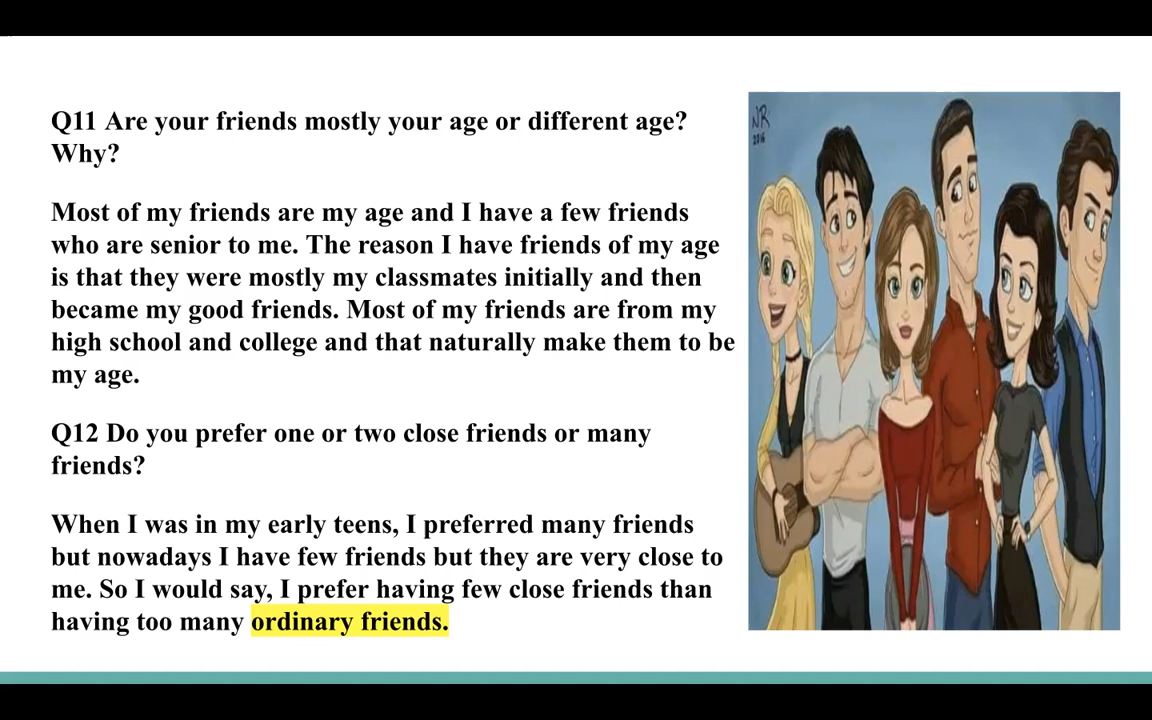 Q11 Are your friends mostly your age or different age?
Why?
Most of my friends are my age and I have a few friends
who are senior to me. The reason I have friends of my age
is that they were mostly my classmates initially and then
became my good friends. Most of my friends are from my
high school and college and that naturally make them to be
my age.
Q12 Do you prefer one or two close friends or many
friends?
When I was in my early teens, I preferred many friends
but nowadays I have few friends but they are very close to
me. So I would say, I prefer having few close friends than
having too many ordinary friends.
NR
2016